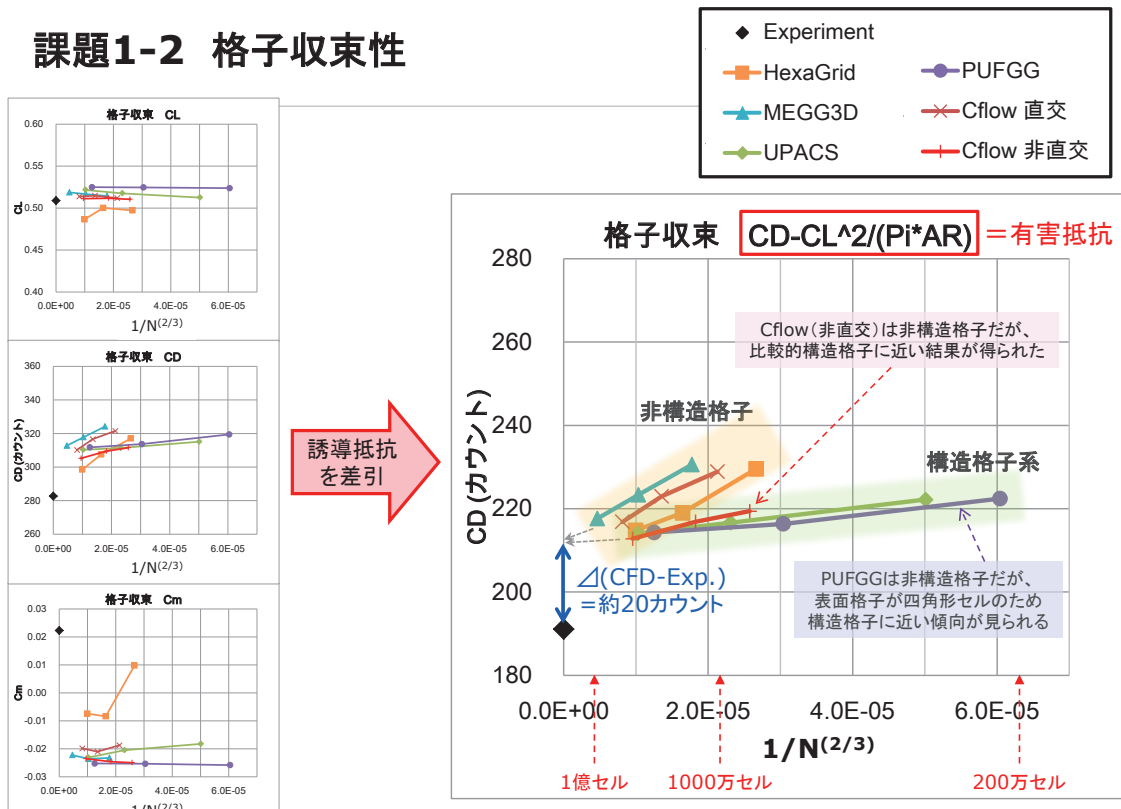 課題1-2 格子収束性
Experiment
HexaGrid
PUFGG
MEGG3D
Cflow 直交
UPACS
Cflow 非直交
格子収束 CL
0.60
0.55
0.50
0.45
0.40
CL
0.0E+00 2.0E-05 4.0E-05 6.0E-05
1/N(2/3)
格子収束 CD
360
340
320
300
280
260
CD (カウント)
0.0E+00 2.0E-05 4.0E-05 6.0E-05
1/N(2/3)
格子収束 Cm
0.03
0.02
0.01
0.00
-0.01
-0.02
-0.03
Cm
0.0E+00 2.0E-05 4.0E-05 6.0E-05
1/N(2/3)
誘導抵抗
を差引
格子収束 CD-CL^2/(Pi*AR) =有害抵抗
280
260
240
220
200
180
CD (カウント)
Cflow(非直交)は非構造格子だが、
比較的構造格子に近い結果が得られた
非構造格子
構造格子系
⊿(CFD-Exp.)
=約20カウント
PUFGGは非構造格子だが、
表面格子が四角形セルのため
構造格子に近い傾向が見られる
0.0E+00 2.0E-05 4.0E-05 6.0E-05
1/N(2/3)
1億セル 1000万セル 200万セル